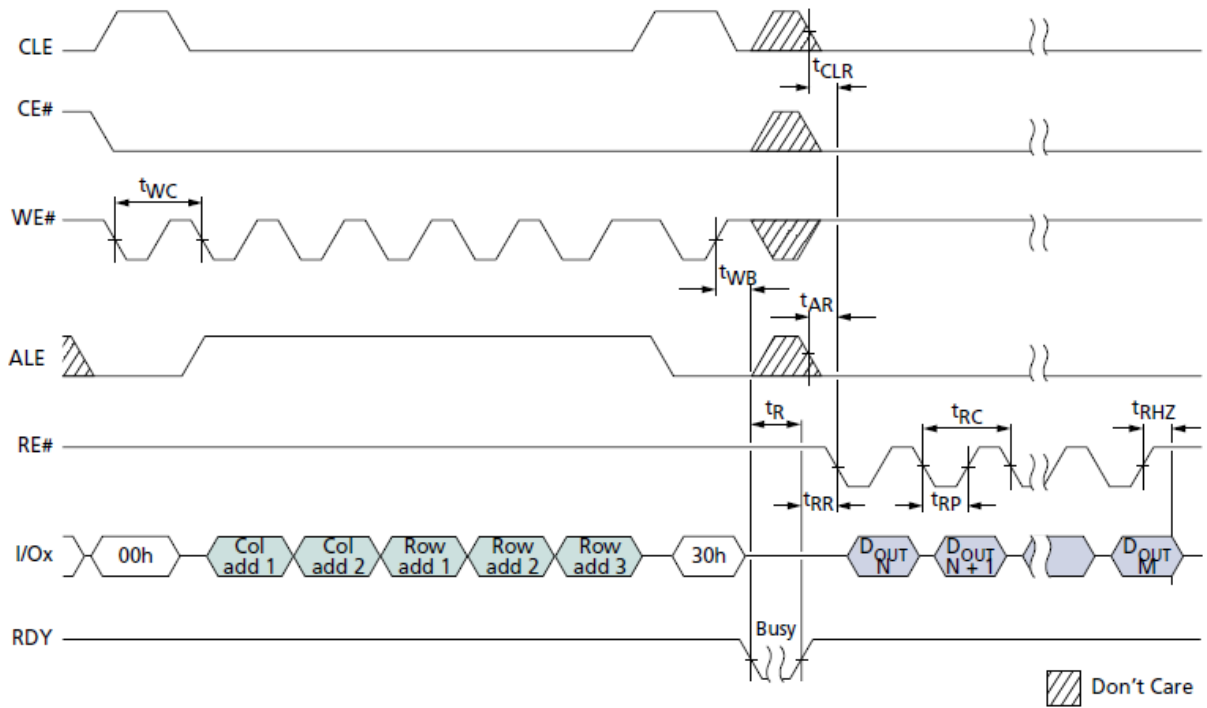 CLE
tCLR
CE#
tWC
WE#
tWB
tAR
ALE
tR
tRC
tRHZ
RE#
tRR
tRP
I/Ox
00h
Col
add 1
Col
add 2
Row
add 1
Row
add 2
Row
add 3
30h
DOUT
N
DOUT
N + 1
DOUT
M
RDY
Busy
Don't Care